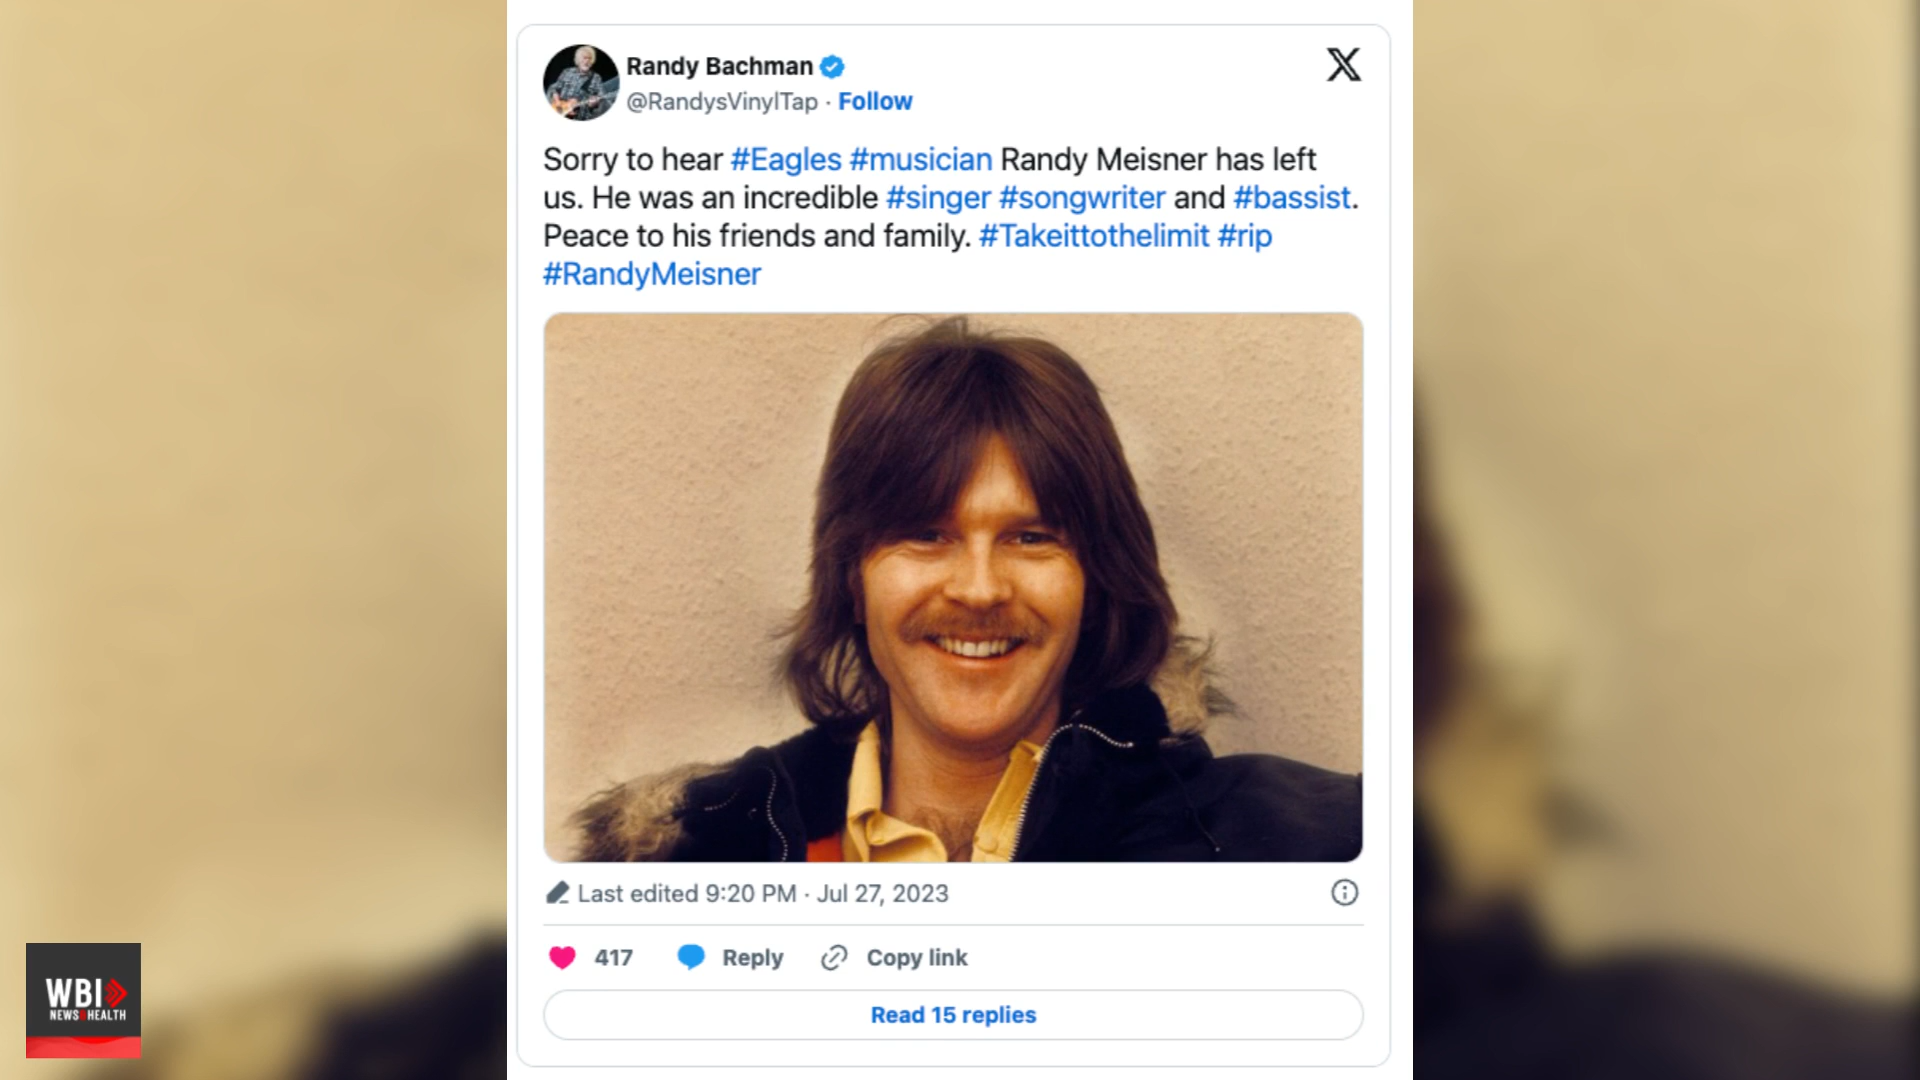 Randy Bachman
@RandysVinylTap · Follow
Sorry to hear #Eagles #musician Randy Meisner has left
us. He was an incredible #singer #songwriter and #bassist.
Peace to his friends and family. #Takeittothelimit #rip
#RandyMeisner
Last edited 9:20 PM · Jul 27, 2023
417 Reply Copy link
Read 15 replies
WBI
NEWS HEALTH